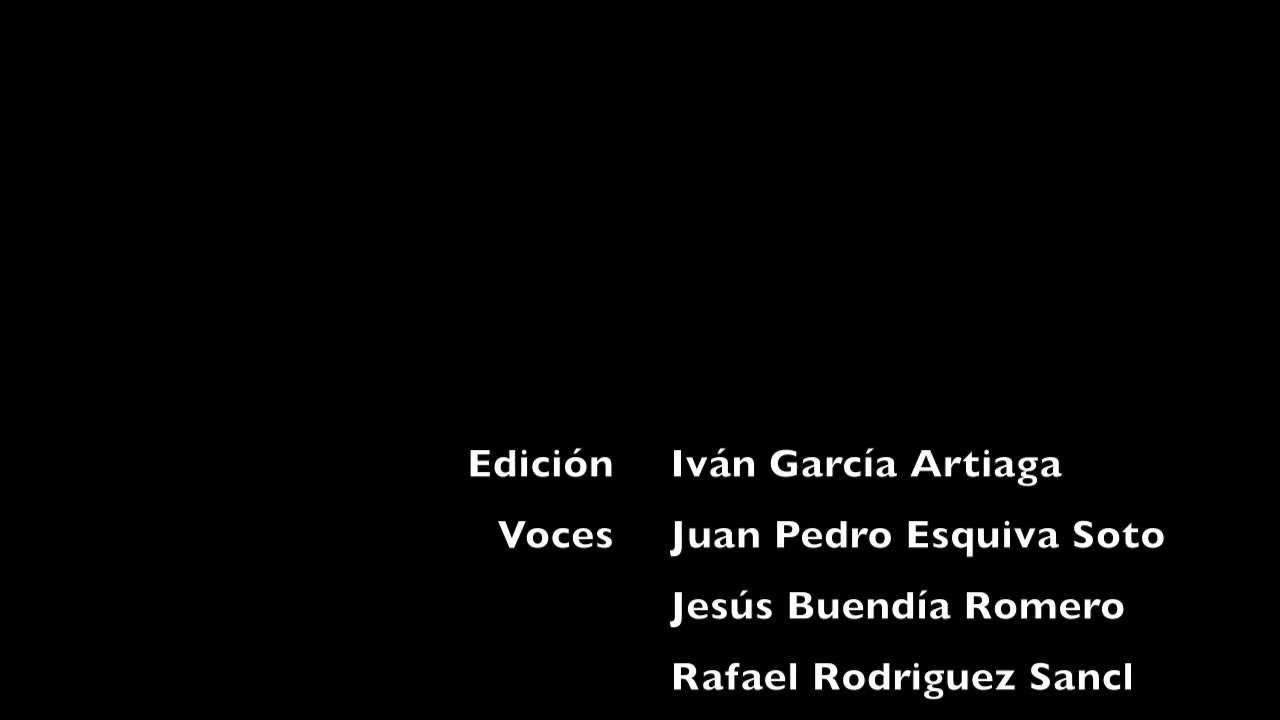 Edición Iván García Artiaga
Voces Juan Pedro Esquiva Soto
Jesús Buendía Romero
Rafael Rodriguez